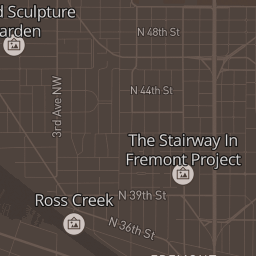 d Sculpture
arden
N 48th St
3rd Ave NW
N 44th St
The Stairway In
Fremont Project
Ross Creek
N 39th St
N 36th St
FREMONT